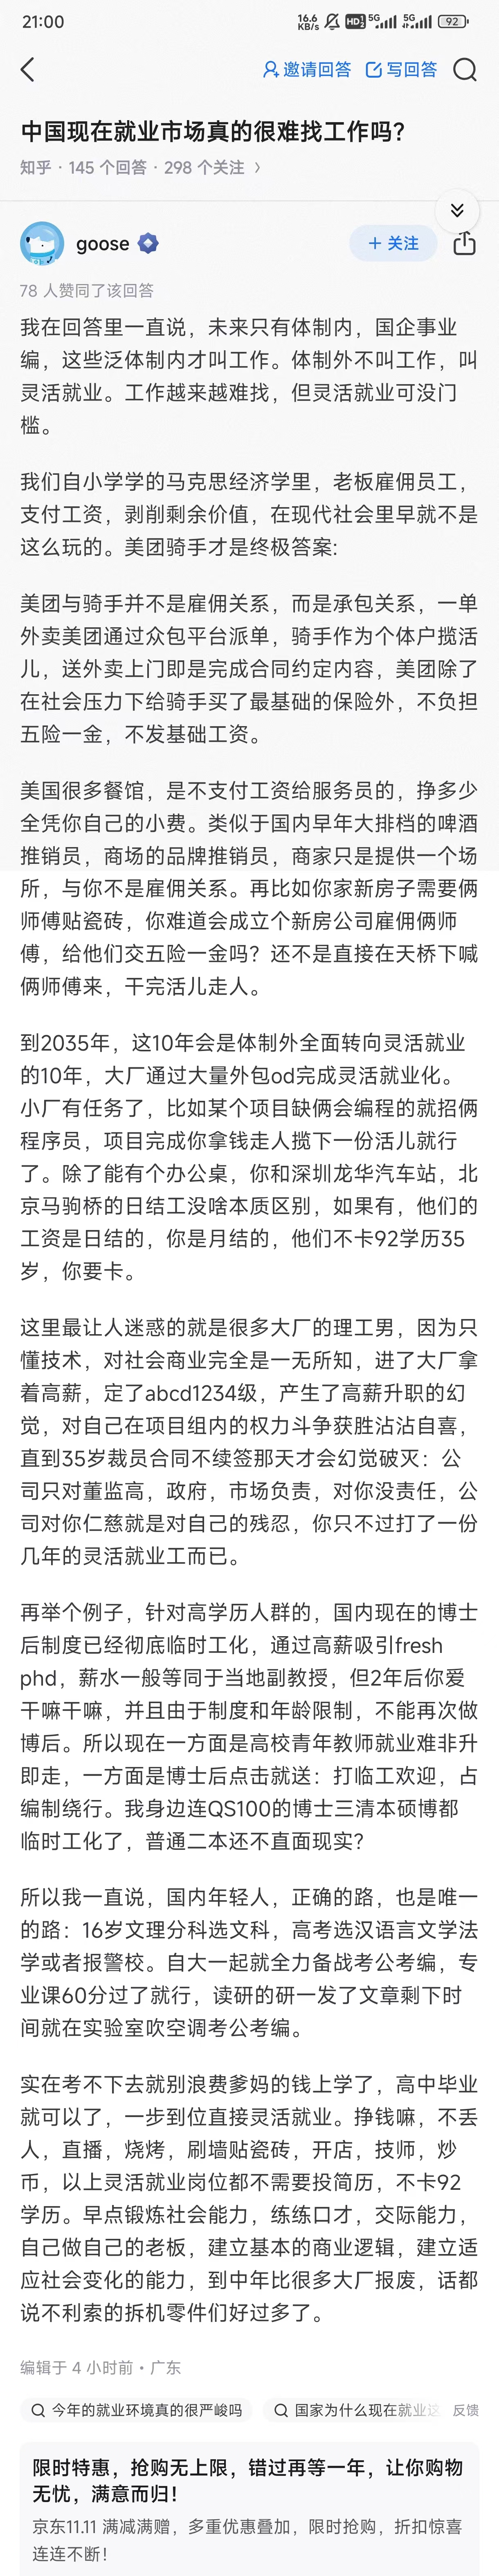 21:00
16.6 KB/s HD 1 2 5G 5G 92
邀请回答 写回答
中国现在就业市场真的很难找工作吗？
知乎 · 145 个回答 · 298 个关注
goose
+ 关注
78 人赞同了该回答
我在回答里一直说，未来只有体制内，国企事业
编，这些泛体制内才叫工作。体制外不叫工作，叫
灵活就业。工作越来越难找，但灵活就业可没门
槛。
我们自小学学的马克思经济学里，老板雇佣员工，
支付工资，剥削剩余价值，在现代社会里早就不是
这么玩的。美团骑手才是终极答案:
美团与骑手并不是雇佣关系，而是承包关系，一单
外卖美团通过众包平台派单，骑手作为个体户揽活
儿，送外卖上门即是完成合同约定内容，美团除了
在社会压力下给骑手买了最基础的保险外，不负担
五险一金，不发基础工资。
美国很多餐馆，是不支付工资给服务员的，挣多少
全凭你自己的小费。类似于国内早年大排档的啤酒
推销员，商场的品牌推销员，商家只是提供一个场
所，与你不是雇佣关系。再比如你家新房子需要俩
师傅贴瓷砖，你难道会成立个新房公司雇佣俩师
傅，给他们交五险一金吗？还不是直接在天桥下喊
俩师傅来，干完活儿走人。
到2035年，这10年会是体制外全面转向灵活就业
的10年，大厂通过大量外包od完成灵活就业化。
小厂有任务了，比如某个项目缺俩会编程的就招俩
程序员，项目完成你拿钱走人揽下一份活儿就行
了。除了能有个办公桌，你和深圳龙华汽车站，北
京马驹桥的日结工没啥本质区别，如果有，他们的
工资是日结的，你是月结的，他们不卡92学历35
岁，你要卡。
这里最让人迷惑的就是很多大厂的理工男，因为只
懂技术，对社会商业完全是一无所知，进了大厂拿
着高薪，定了abcd1234级，产生了高薪升职的幻
觉，对自己在项目组内的权力斗争获胜沾沾自喜，
直到35岁裁员合同不续签那天才会幻觉破灭：公
司只对董监高，政府，市场负责，对你没责任，公
司对你仁慈就是对自己的残忍，你只不过打了一份
几年的灵活就业工而已。
再举个例子，针对高学历人群的，国内现在的博士
后制度已经彻底临时工化，通过高薪吸引fresh
phd，薪水一般等同于当地副教授，但2年后你爱
干嘛干嘛，并且由于制度和年龄限制，不能再次做
博后。所以现在一方面是高校青年教师就业难非升
即走，一方面是博士后点击就送：打临工欢迎，占
编制绕行。我身边连QS100的博士三清本硕博都
临时工化了，普通二本还不直面现实？
所以我一直说，国内年轻人，正确的路，也是唯一
的路：16岁文理分科选文科，高考选汉语言文学法
学或者报警校。自大一起就全力备战考公考编，专
业课60分过了就行，读研的研一发了文章剩下时
间就在实验室吹空调考公考编。
实在考不下去就别浪费爹妈的钱上学了，高中毕业
就可以了，一步到位直接灵活就业。挣钱嘛，不丢
人，直播，烧烤，刷墙贴瓷砖，开店，技师，炒
币，以上灵活就业岗位都不需要投简历，不卡92
学历。早点锻炼社会能力，练练口才，交际能力，
自己做自己的老板，建立基本的商业逻辑，建立适
应社会变化的能力，到中年比很多大厂报废，话都
说不利索的拆机零件们好过多了。
编辑于 4 小时前 · 广东
今年的就业环境真的很严峻吗 国家为什么现在就业这 反馈
限时特惠，抢购无上限，错过再等一年，让你购物
无忧，满意而归！
京东11.11 满减满赠，多重优惠叠加，限时抢购，折扣惊喜
连连不断！